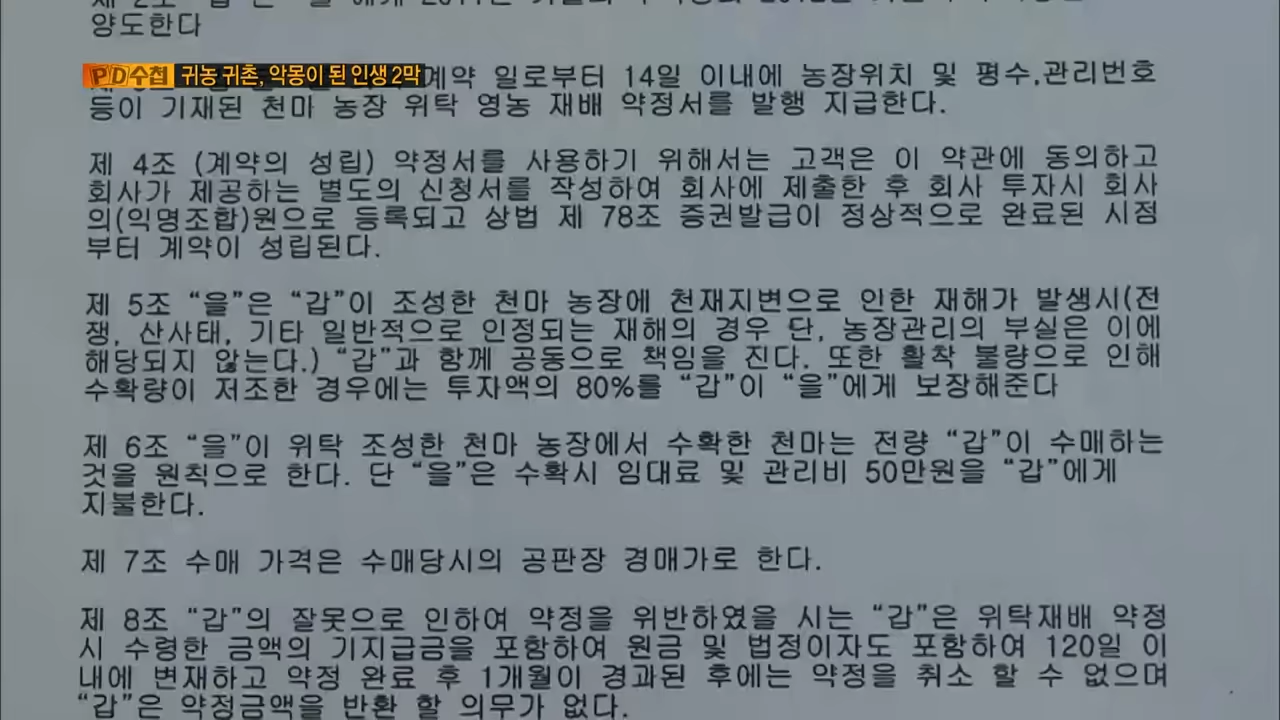 양도한다
PD수첩 귀농 귀촌, 악몽이 된 인생 2막
계약 일로부터 14일 이내에 농장위치 및 평수,관리번호
등이 기재된 천마 농장 위탁 영농 재배 약정서를 발행 지급한다.
제 4조 (계약의 성립) 약정서를 사용하기 위해서는 고객은 이 약관에 동의하고
회사가 제공하는 별도의 신청서를 작성하여 회사에 제출한 후 회사 투자시 회사
의(익명조합)원으로 등록되고 상법 제 78조 증권발급이 정상적으로 완료된 시점
부터 계약이 성립된다.
제 5조 “을”은 “갑”이 조성한 천마 농장에 천재지변으로 인한 재해가 발생시(전
쟁, 산사태, 기타 일반적으로 인정되는 재해의 경우 단, 농장관리의 부실은 이에
해당되지 않는다.) “갑”과 함께 공동으로 책임을 진다. 또한 활착 불량으로 인해
수확량이 저조한 경우에는 투자액의 80%를 “갑”이 “을”에게 보장해준다
제 6조 “을”이 위탁 조성한 천마 농장에서 수확한 천마는 전량 “갑”이 수매하는
것을 원칙으로 한다. 단 “을”은 수확시 임대료 및 관리비 50만원을 “갑”에게
지불한다.
제 7조 수매 가격은 수매당시의 공판장 경매가로 한다.
제 8조 “갑”의 잘못으로 인하여 약정을 위반하였을 시는 “갑”은 위탁재배 약정
시 수령한 금액의 기지급금을 포함하여 원금 및 법정이자도 포함하여 120일 이
내에 변재하고 약정 완료 후 1개월이 경과된 후에는 약정을 취소 할 수 없으며
“갑”은 약정금액을 반환 할 의무가 없다.